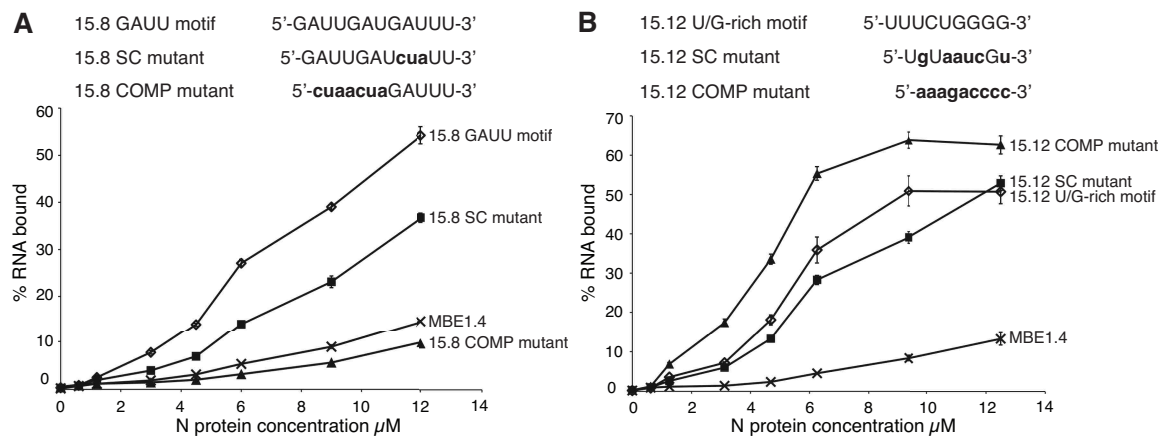 A
15.8 GAUU motif 5'-GAUUGAUGAUUU-3'
15.8 SC mutant 5'-GAUUGAUcuaUU-3'
15.8 COMP mutant 5'-cuaacuaGAUUU-3'
60
50
40
30
20
10
0
% RNA bound
15.8 GAUU motif
15.8 SC mutant
MBE1.4
15.8 COMP mutant
0 2 4 6 8 10 12 14
N protein concentration µM
B
15.12 U/G-rich motif 5'-UUUCUGGGG-3'
15.12 SC mutant 5'-UgUaaucGu-3'
15.12 COMP mutant 5'-aaagacccc-3'
70
60
50
40
30
20
10
0
% RNA bound
15.12 COMP mutant
15.12 SC mutant
15.12 U/G-rich motif
MBE1.4
0 2 4 6 8 10 12 14
N protein concentration µM